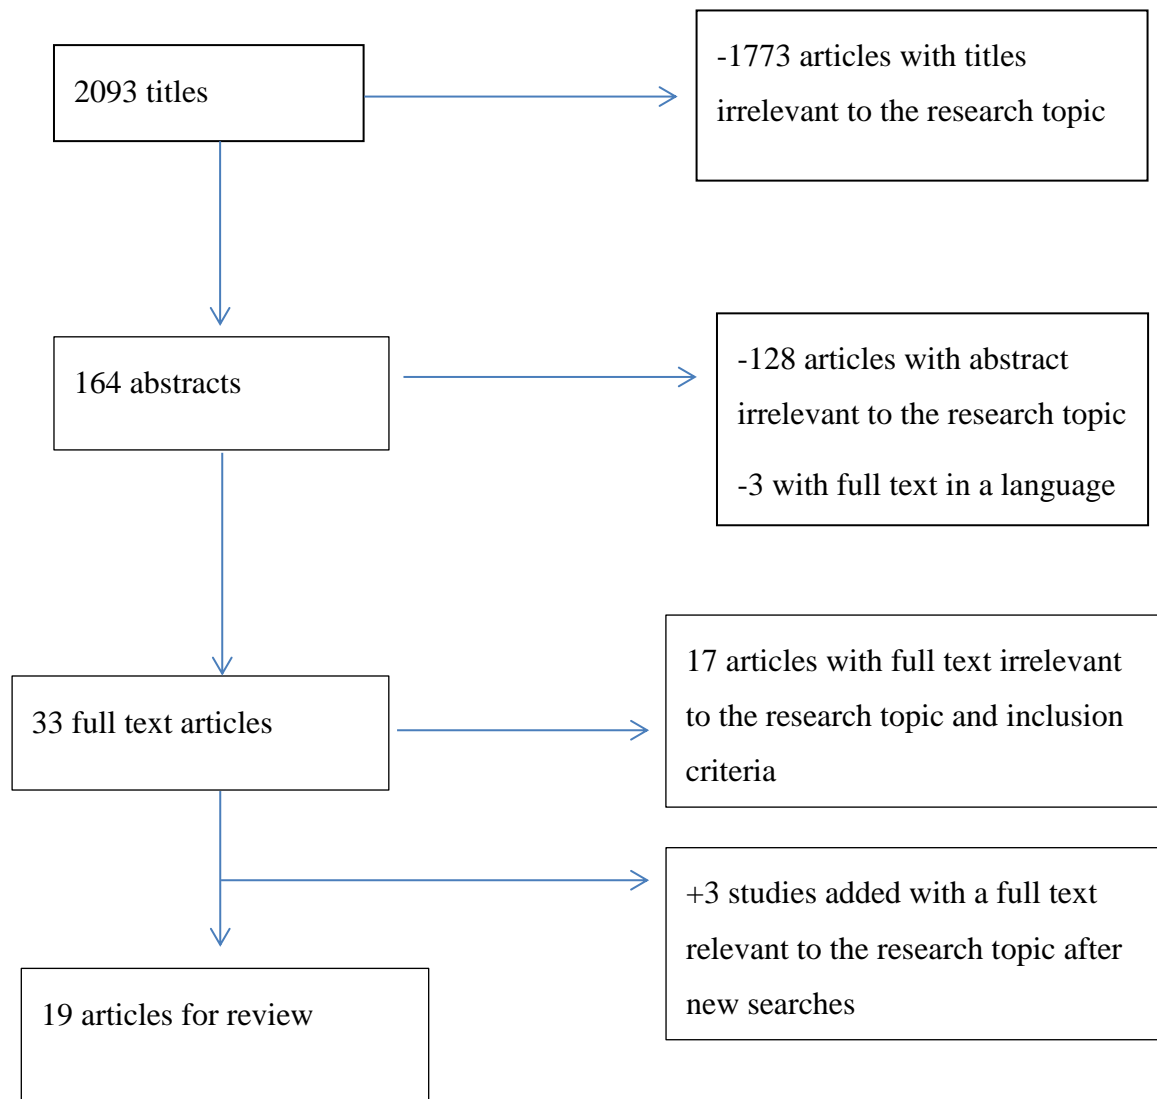 2093 titles
-1773 articles with titles
irrelevant to the research topic
164 abstracts
-128 articles with abstract
irrelevant to the research topic
-3 with full text in a language
33 full text articles
17 articles with full text irrelevant
to the research topic and inclusion
criteria
+3 studies added with a full text
relevant to the research topic after
new searches
19 articles for review